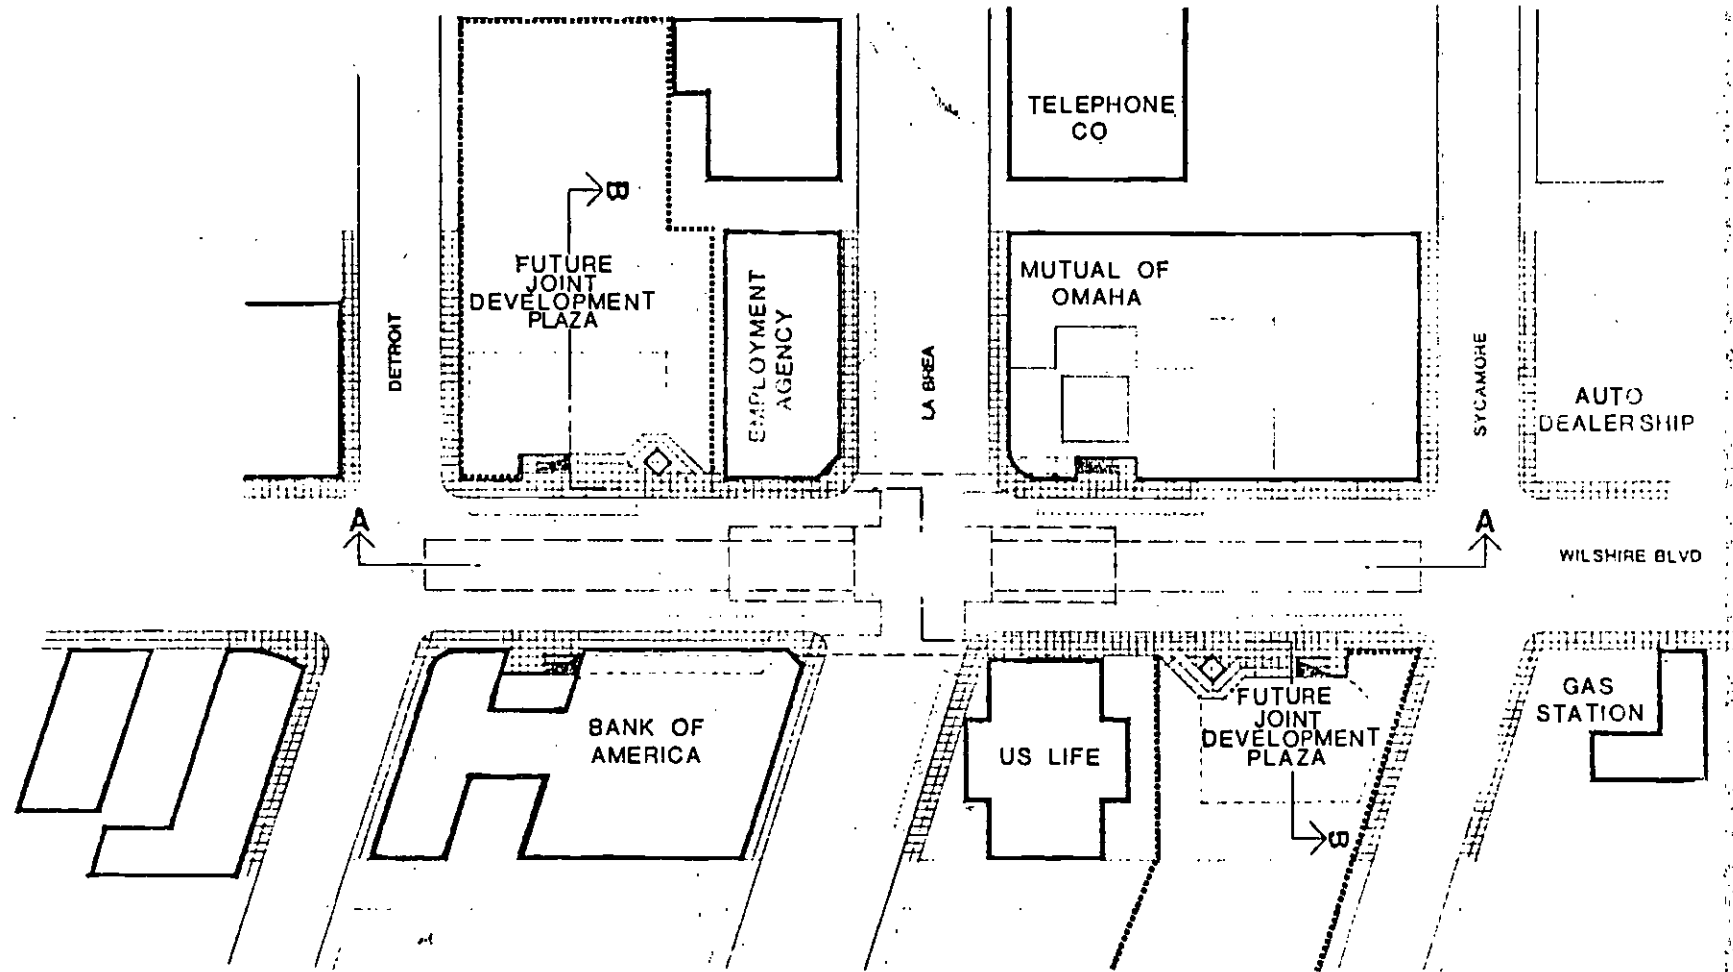 TELEPHONE
CO
B
FUTURE
JOINT
DEVELOPMENT
PLAZA
EMPLOYMENT
AGENCY
MUTUAL OF
OMAHA
DETROIT
LA BREA
SYCAMORE
AUTO
DEALERSHIP
A
A
WILSHIRE BLVD
BANK OF
AMERICA
US LIFE
FUTURE
JOINT
DEVELOPMENT
PLAZA
GAS
STATION
B